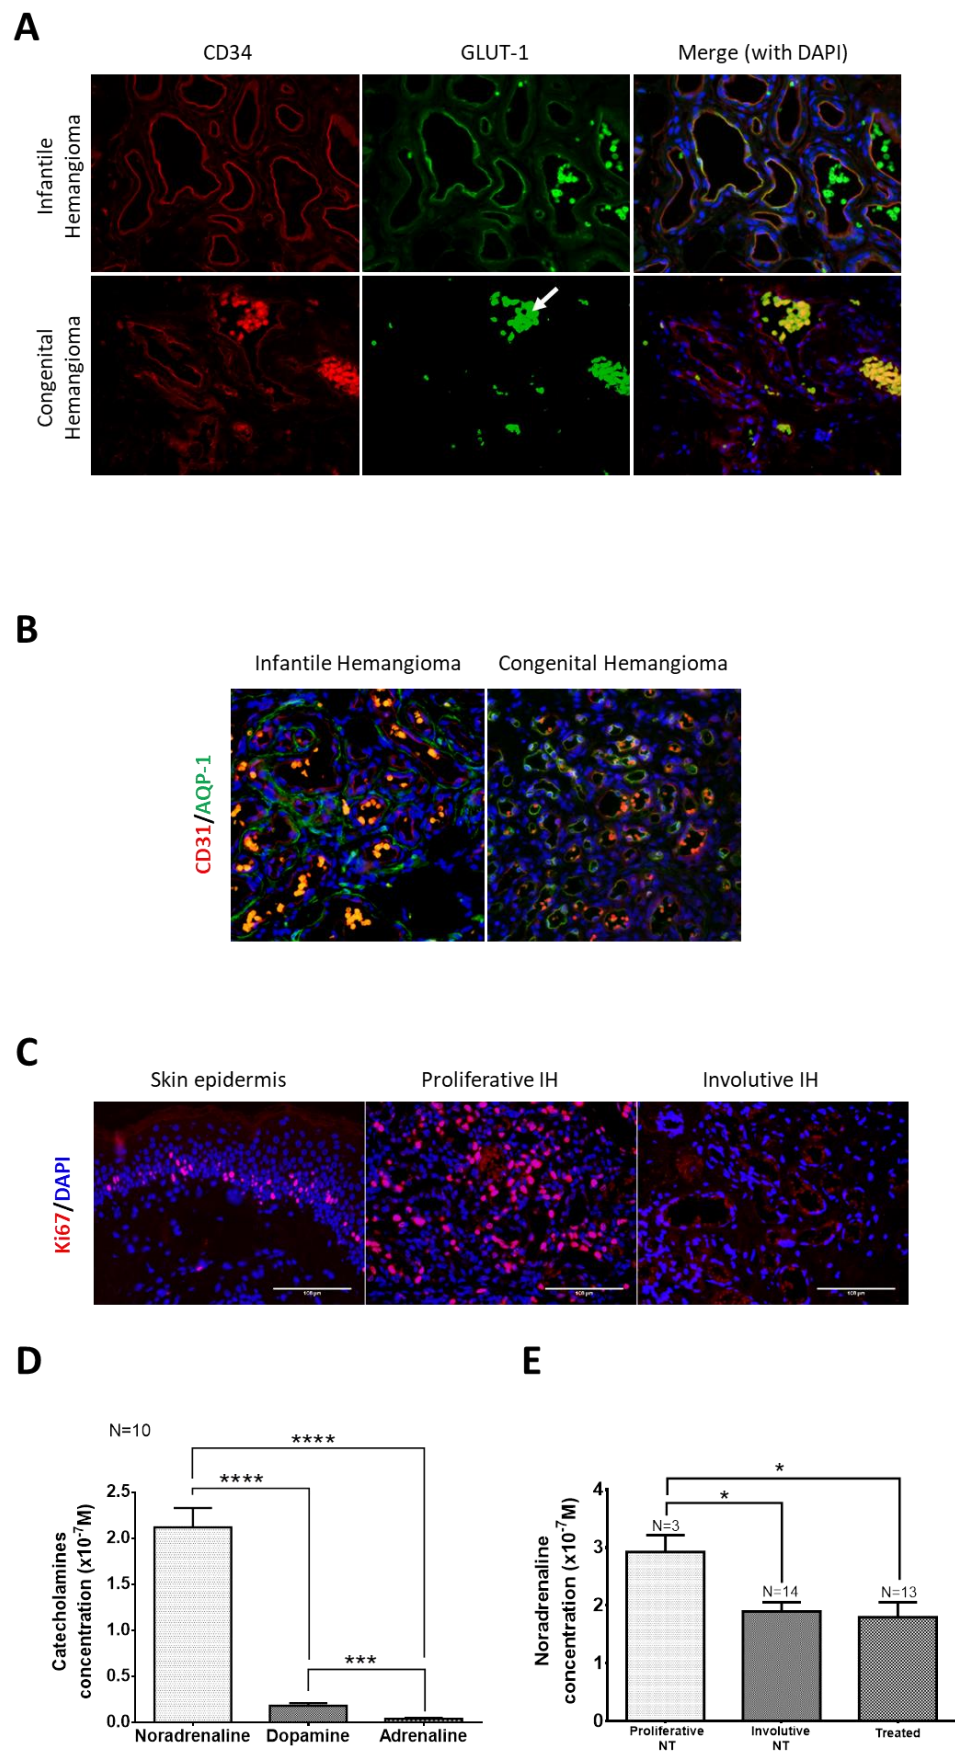 A
CD34
GLUT-1
Merge (with DAPI)
Infantile
Hemangioma
Congenital
Hemangioma
B
Infantile Hemangioma
Congenital Hemangioma
CD31/AQP-1
C
Skin epidermis
Proliferative IH
Involutive IH
Ki67/DAPI
D
N=10
****
****
***
Catecholamines
concentration (x10⁻⁷M)
2.5
2.0
1.5
1.0
0.5
0.0
Noradrenaline
Dopamine
Adrenaline
E
*
*
N=3
N=14
N=13
Noradrenaline
concentration (x10⁻⁷M)
4
3
2
1
0
Proliferative
NT
Involutive
NT
Treated